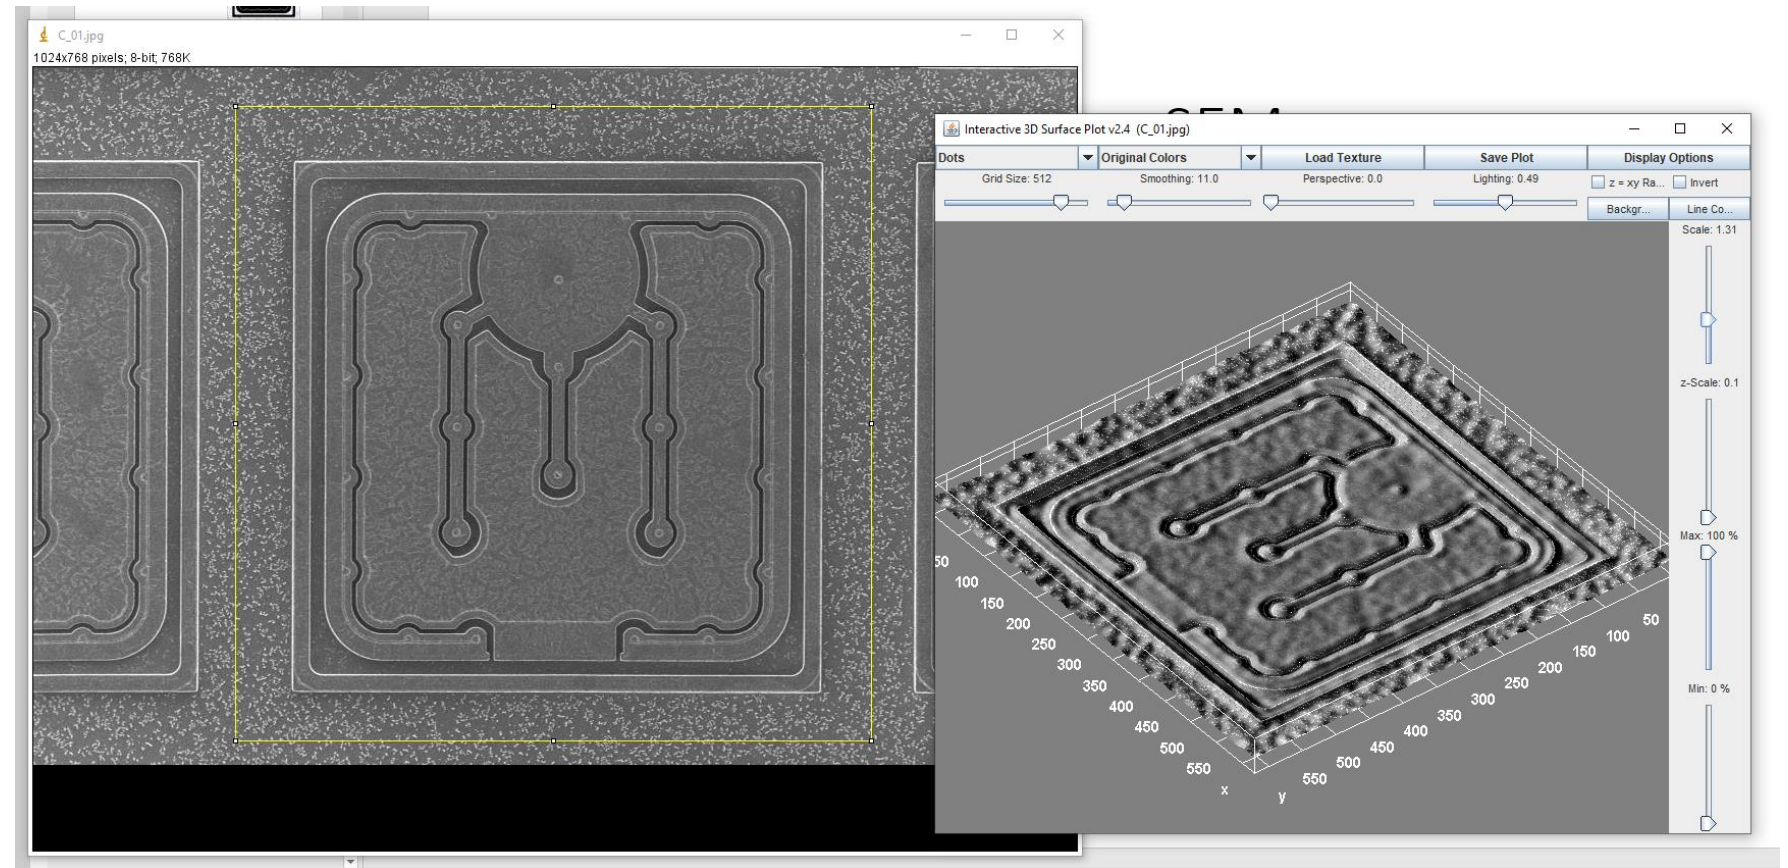 C_01.jpg
1024x768 pixels; 8-bit; 768K
Interactive 3D Surface Plot v2.4 (C_01.jpg)
Dots
Original Colors
Load Texture
Save Plot
Display Options
Grid Size: 512
Smoothing: 11.0
Perspective: 0.0
Lighting: 0.49
z = xy Ra...
Invert
Backgr...
Line Co...
Scale: 1.31
z-Scale: 0.1
Max: 100 %
Min: 0 %
50
100
150
200
250
300
350
400
450
500
550
x
y
550
500
450
400
350
300
250
200
150
100
50